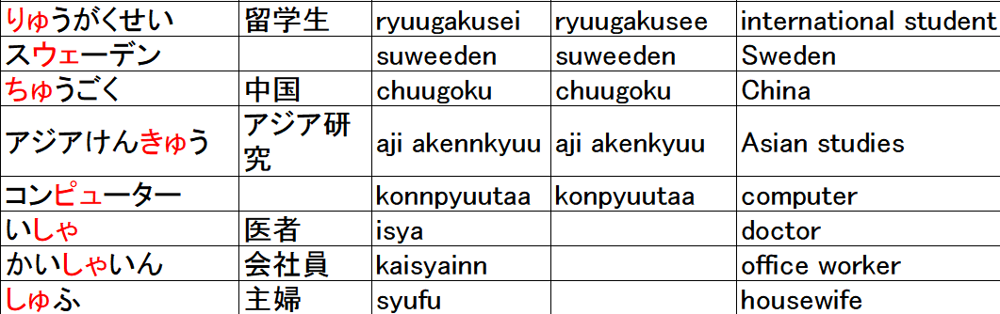 りゅうがくせい 留学生 ryuugakusei ryuugakusee international student
スウェーデン suweeden suweeden Sweden
ちゅうごく 中国 chuugoku chuugoku China
アジアけんきゅう アジア研究 aji akennkyuu aji akenkyuu Asian studies
コンピューター konnpyuutaa konpyuutaa computer
いしゃ 医者 isya doctor
かいしゃいん 会社員 kaisyainn office worker
しゅふ 主婦 syufu housewife